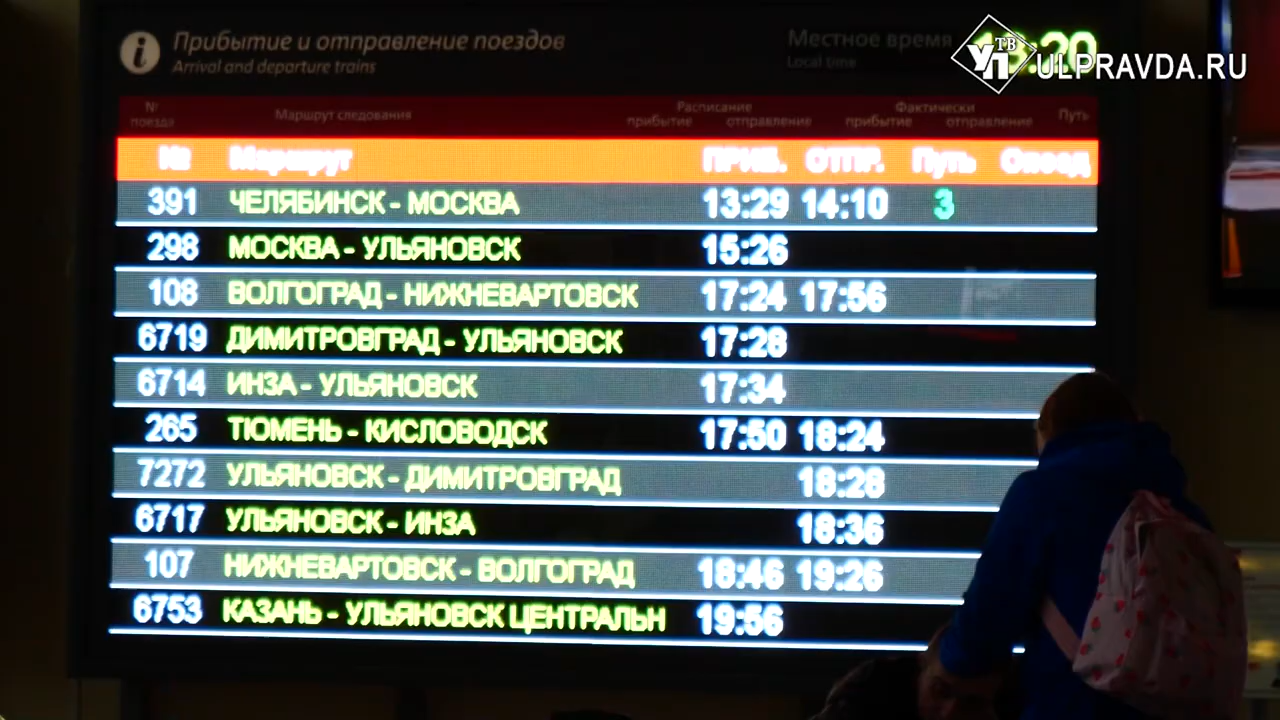 Прибытие и отправление поездов
Arrival and departure trains
Местное время
Local time
УП ТВ ULPRAVDA.RU
№ поезда Маршрут следования Расписание прибытие отправление Фактически прибытие отправление Путь
№ Маршрут ПРИБ. ОТПР. Путь Опозд
391 ЧЕЛЯБИНСК - МОСКВА 13:29 14:10 3
298 МОСКВА - УЛЬЯНОВСК 15:26
108 ВОЛГОГРАД - НИЖНЕВАРТОВСК 17:24 17:56
6719 ДИМИТРОВГРАД - УЛЬЯНОВСК 17:28
6714 ИНЗА - УЛЬЯНОВСК 17:34
265 ТЮМЕНЬ - КИСЛОВОДСК 17:50 18:24
7272 УЛЬЯНОВСК - ДИМИТРОВГРАД 18:28
6717 УЛЬЯНОВСК - ИНЗА 18:36
107 НИЖНЕВАРТОВСК - ВОЛГОГРАД 18:46 19:26
6753 КАЗАНЬ - УЛЬЯНОВСК ЦЕНТРАЛЬН 19:56